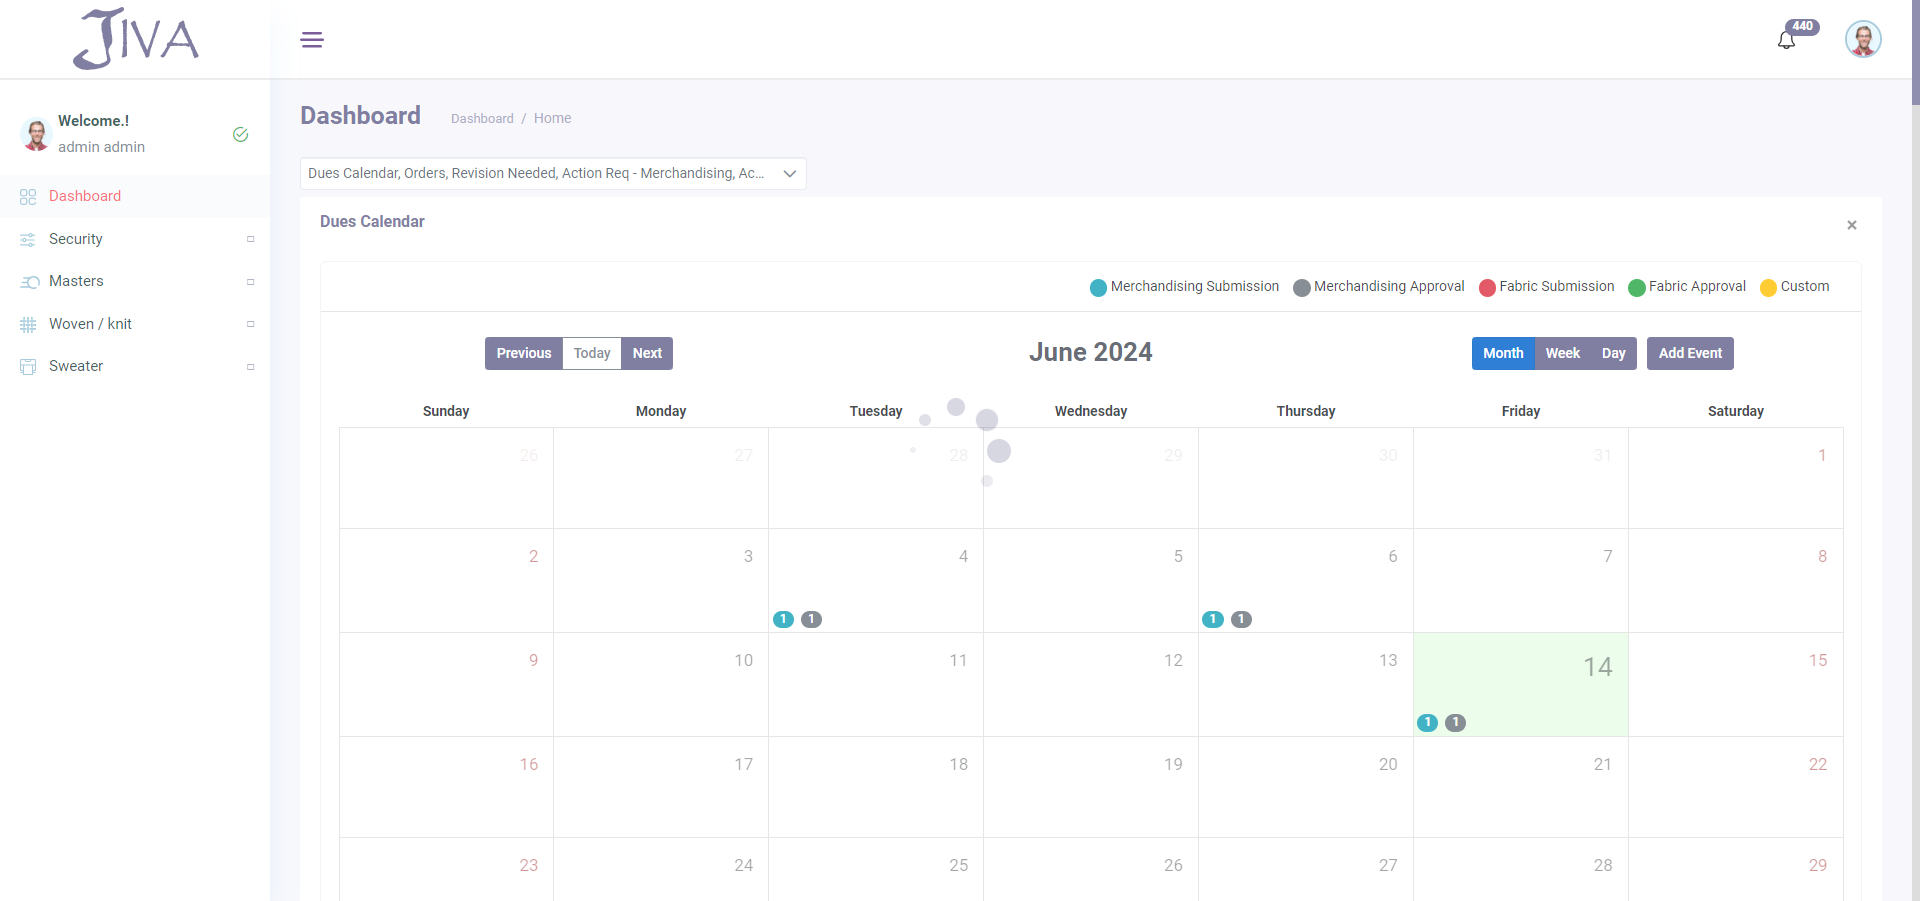 JIVA
440
Welcome.!
admin admin
Dashboard
Security
Masters
Woven / knit
Sweater
Dashboard
Dashboard / Home
Dues Calendar, Orders, Revision Needed, Action Req - Merchandising, Ac...
Dues Calendar
×
Merchandising Submission Merchandising Approval Fabric Submission Fabric Approval Custom
Previous Today Next
June 2024
Month Week Day Add Event
Sunday Monday Tuesday Wednesday Thursday Friday Saturday
26 27 28 29 30 31 1
2 3 4 5 6 7 8
1 1 1 1
9 10 11 12 13 14 15
1 1
16 17 18 19 20 21 22
23 24 25 26 27 28 29